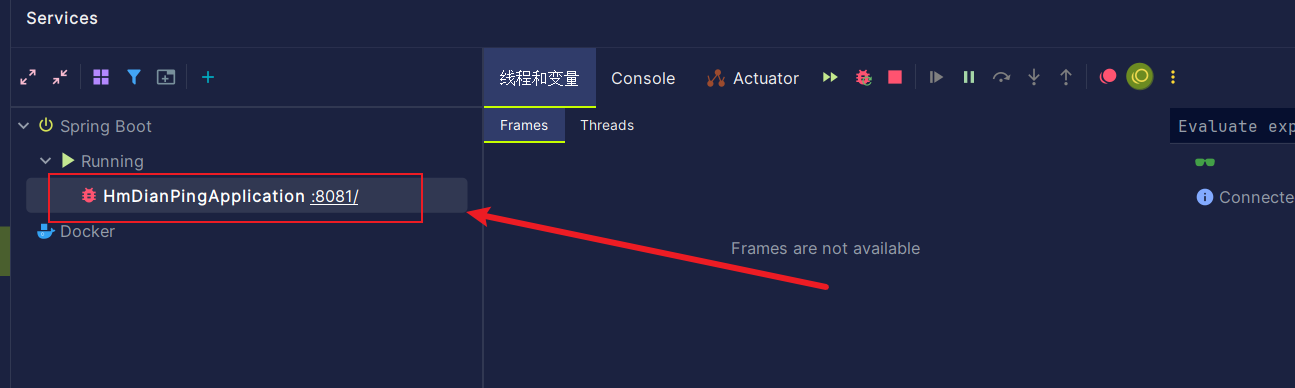 Services
线程和变量 Console Actuator
Frames Threads
Evaluate exp
Spring Boot
Running
HmDianPingApplication :8081/
Connecte
Docker
Frames are not available